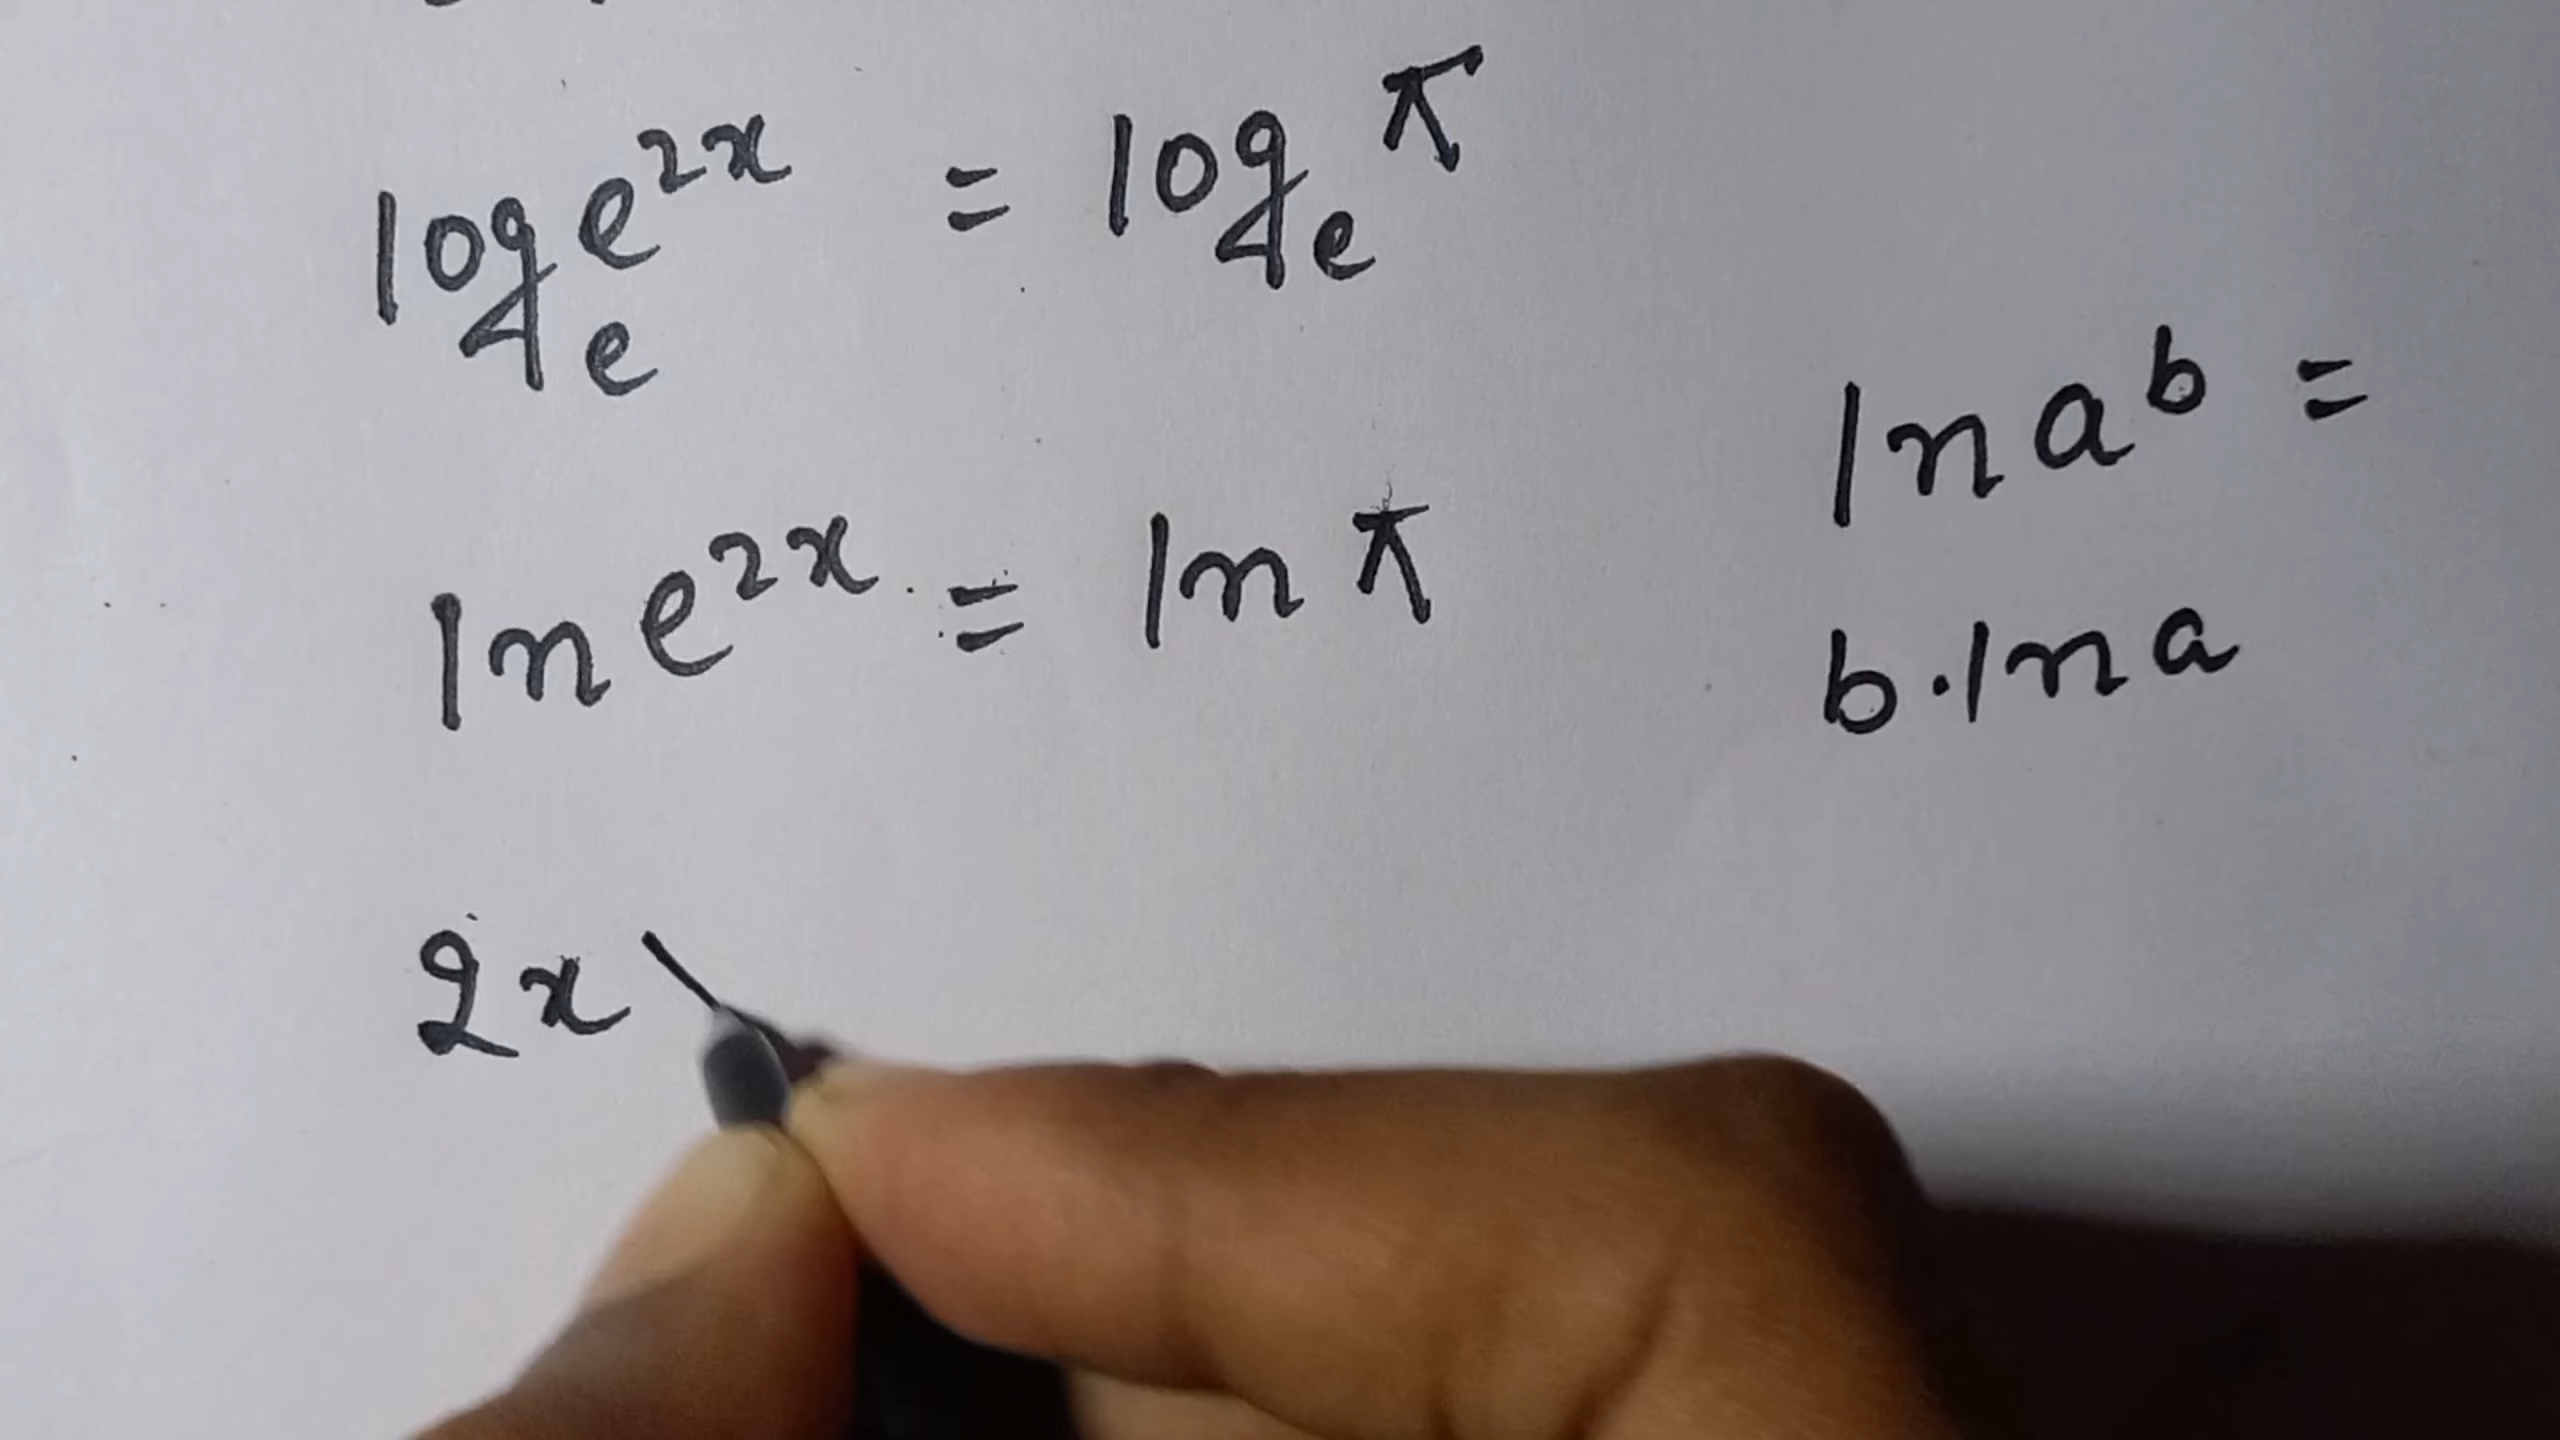 logₑ e²ˣ = logₑ π
ln e²ˣ = ln π
ln aᵇ =
b·ln a
2x